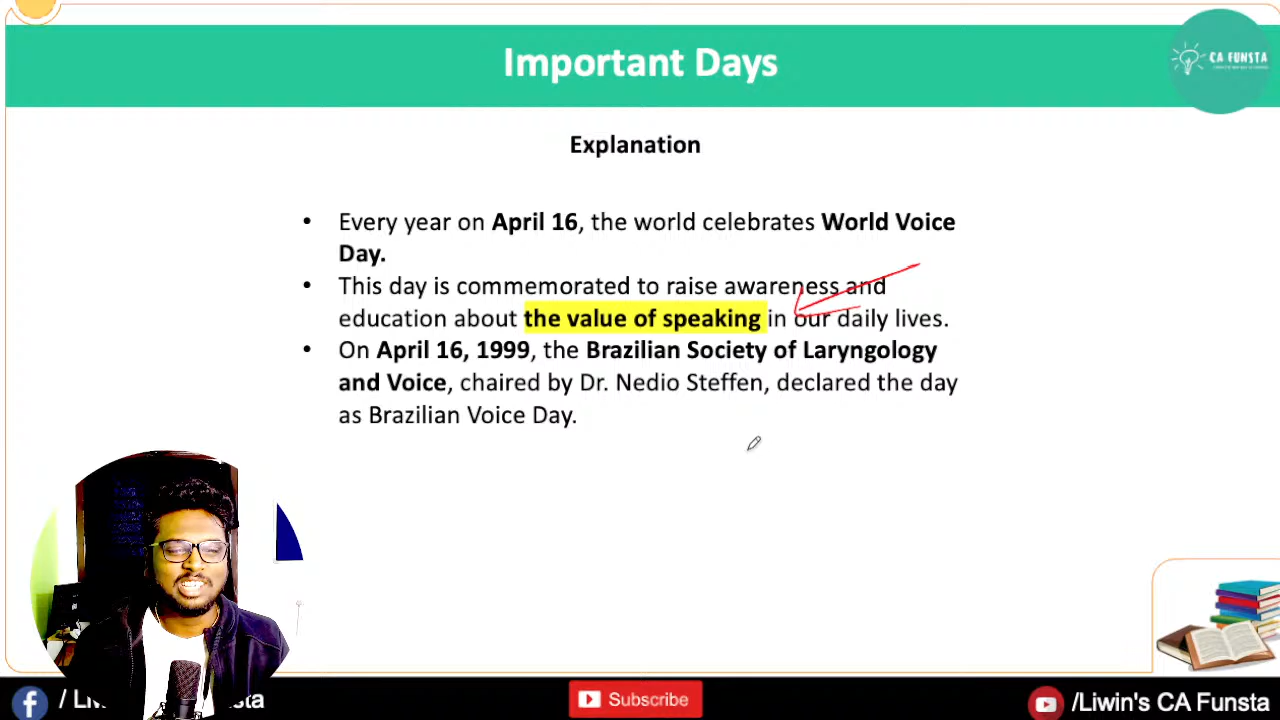 Important Days
CA FUNSTA
Explanation
• Every year on April 16, the world celebrates World Voice
Day.
• This day is commemorated to raise awareness and
education about the value of speaking in our daily lives.
• On April 16, 1999, the Brazilian Society of Laryngology
and Voice, chaired by Dr. Nedio Steffen, declared the day
as Brazilian Voice Day.
Subscribe
/Liwin's CA Funsta